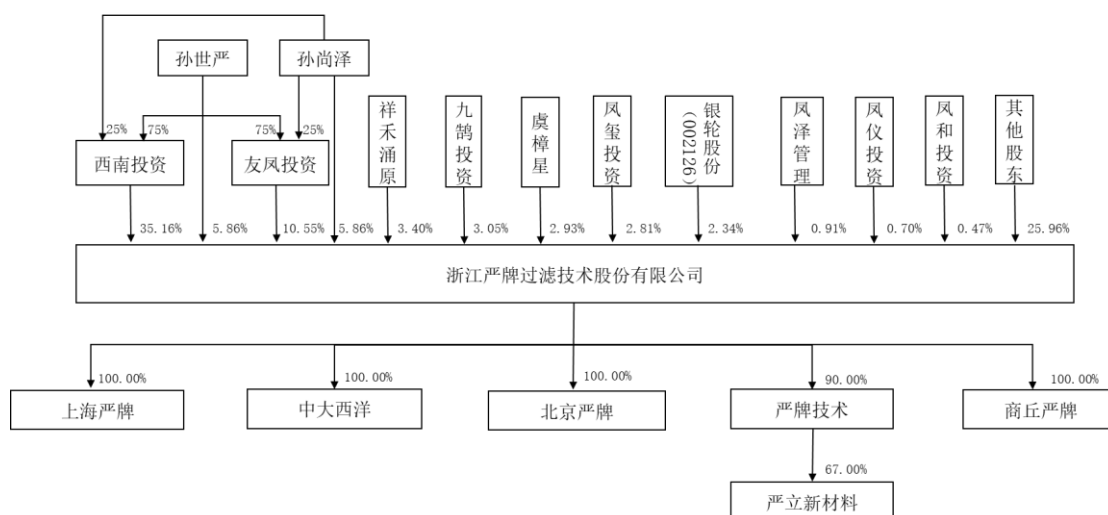 孙世严
孙尚泽
祥禾涌原
九鹄投资
虞樟星
凤玺投资
银轮股份(002126)
凤泽管理
凤仪投资
凤和投资
其他股东
25%
75%
75%
25%
西南投资
友凤投资
35.16%
5.86%
10.55%
5.86%
3.40%
3.05%
2.93%
2.81%
2.34%
0.91%
0.70%
0.47%
25.96%
浙江严牌过滤技术股份有限公司
100.00%
100.00%
100.00%
90.00%
100.00%
上海严牌
中大西洋
北京严牌
严牌技术
商丘严牌
67.00%
严立新材料